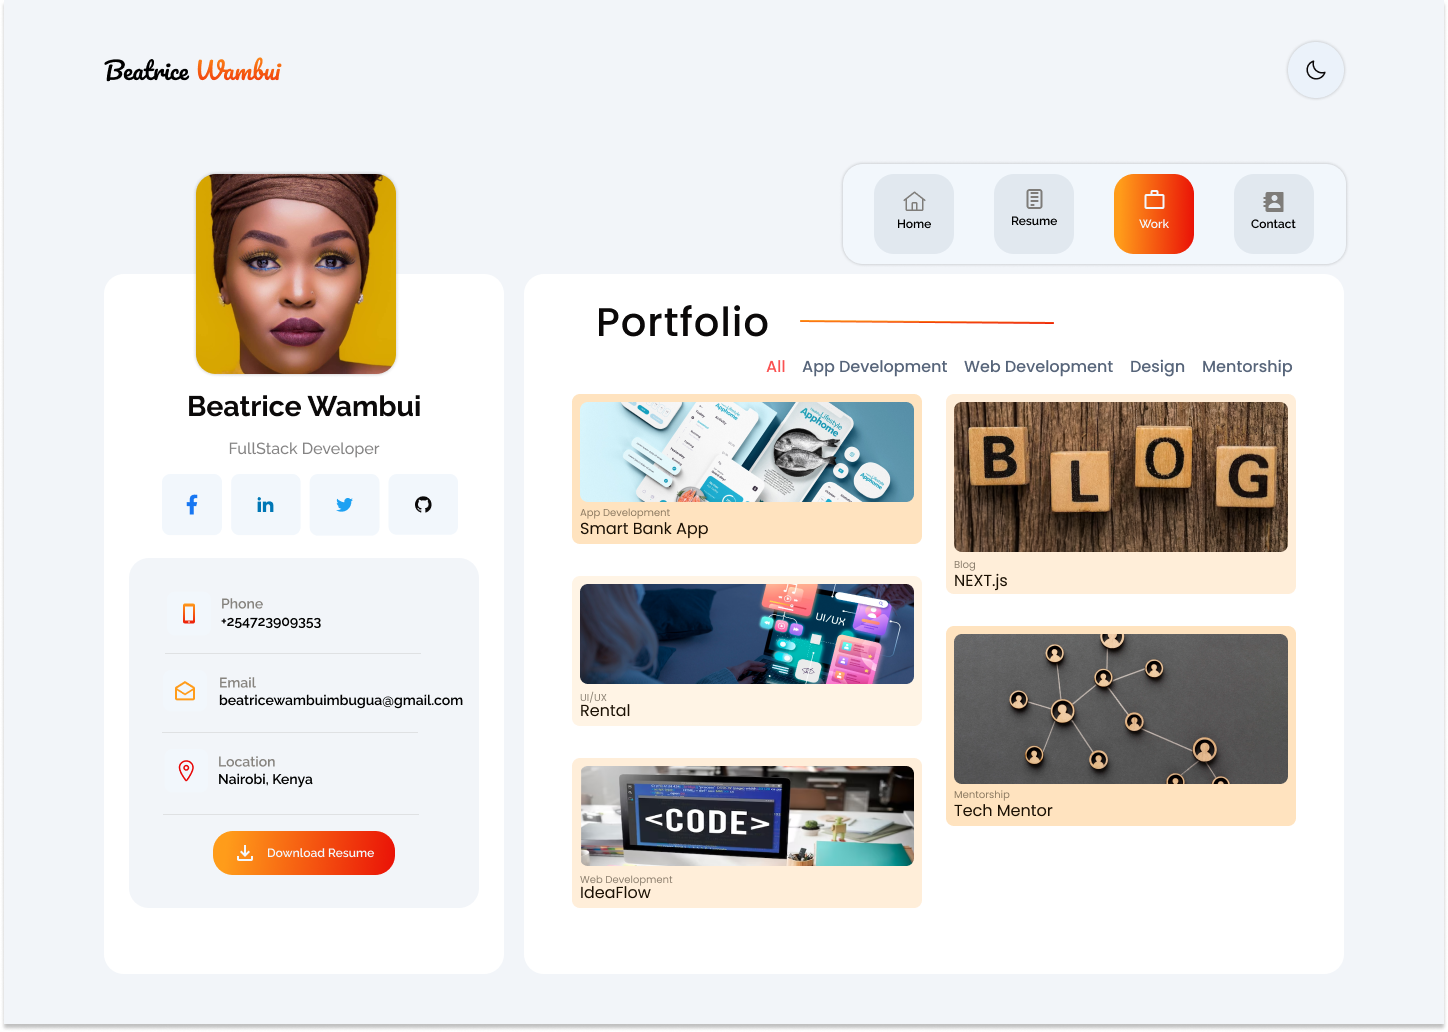 Beatrice Wambui
Home
Resume
Work
Contact
Beatrice Wambui
FullStack Developer
Phone
+254723909353
Email
beatricewambuimbugua@gmail.com
Location
Nairobi, Kenya
Download Resume
Portfolio
All App Development Web Development Design Mentorship
Lifestyle
Apphome
App Development
Smart Bank App
B L O G
Blog
NEXT.js
UI/UX
UI/UX
Rental
Mentorship
Tech Mentor
<CODE>
Web Development
IdeaFlow